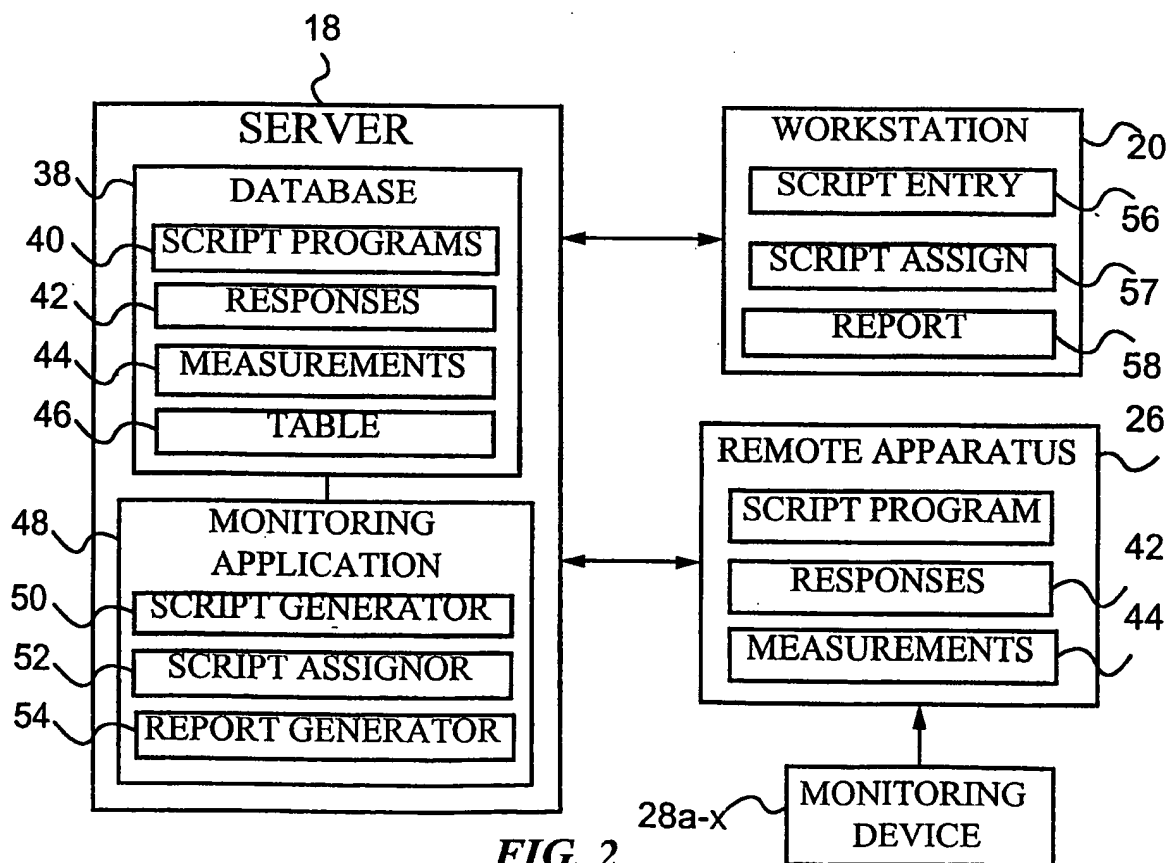 18
SERVER
38
DATABASE
40
SCRIPT PROGRAMS
42
RESPONSES
44
MEASUREMENTS
46
TABLE
48
MONITORING
APPLICATION
50
SCRIPT GENERATOR
52
SCRIPT ASSIGNOR
54
REPORT GENERATOR
WORKSTATION
20
SCRIPT ENTRY
56
SCRIPT ASSIGN
57
REPORT
58
26
REMOTE APPARATUS
SCRIPT PROGRAM
42
RESPONSES
44
MEASUREMENTS
28a-x
MONITORING
DEVICE
FIG. 2